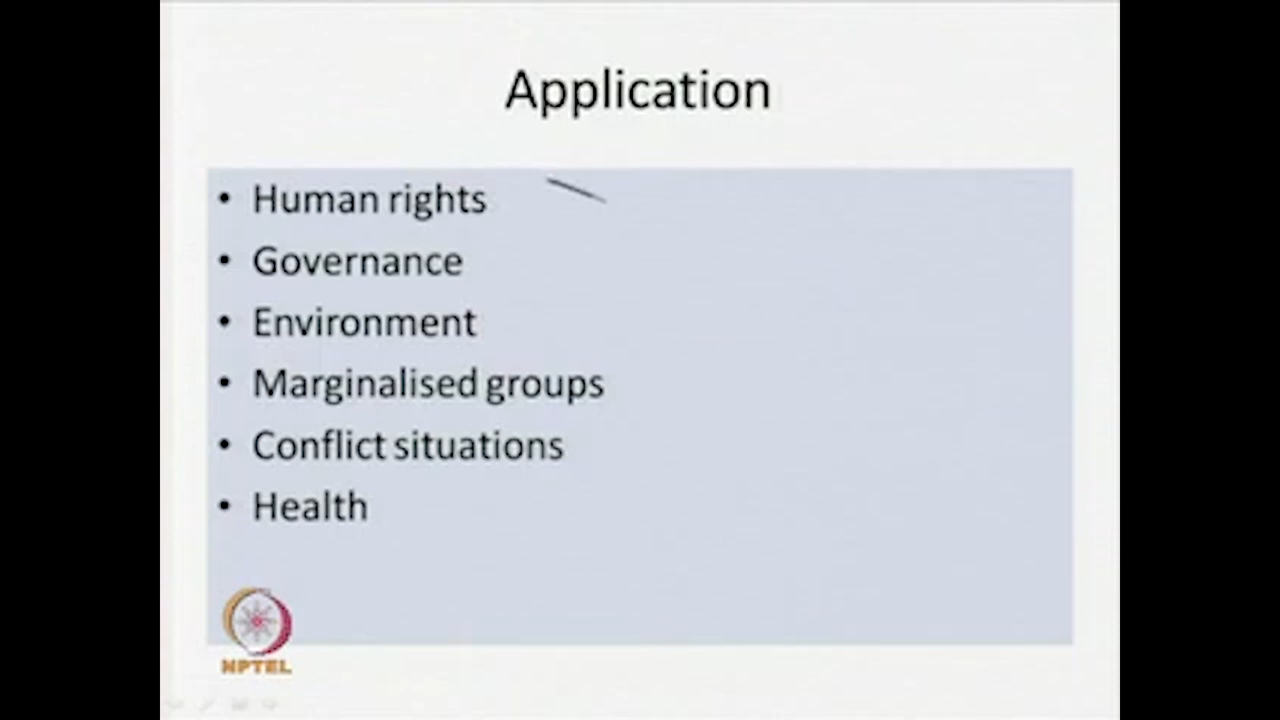 Application
• Human rights
• Governance
• Environment
• Marginalised groups
• Conflict situations
• Health
NPTEL